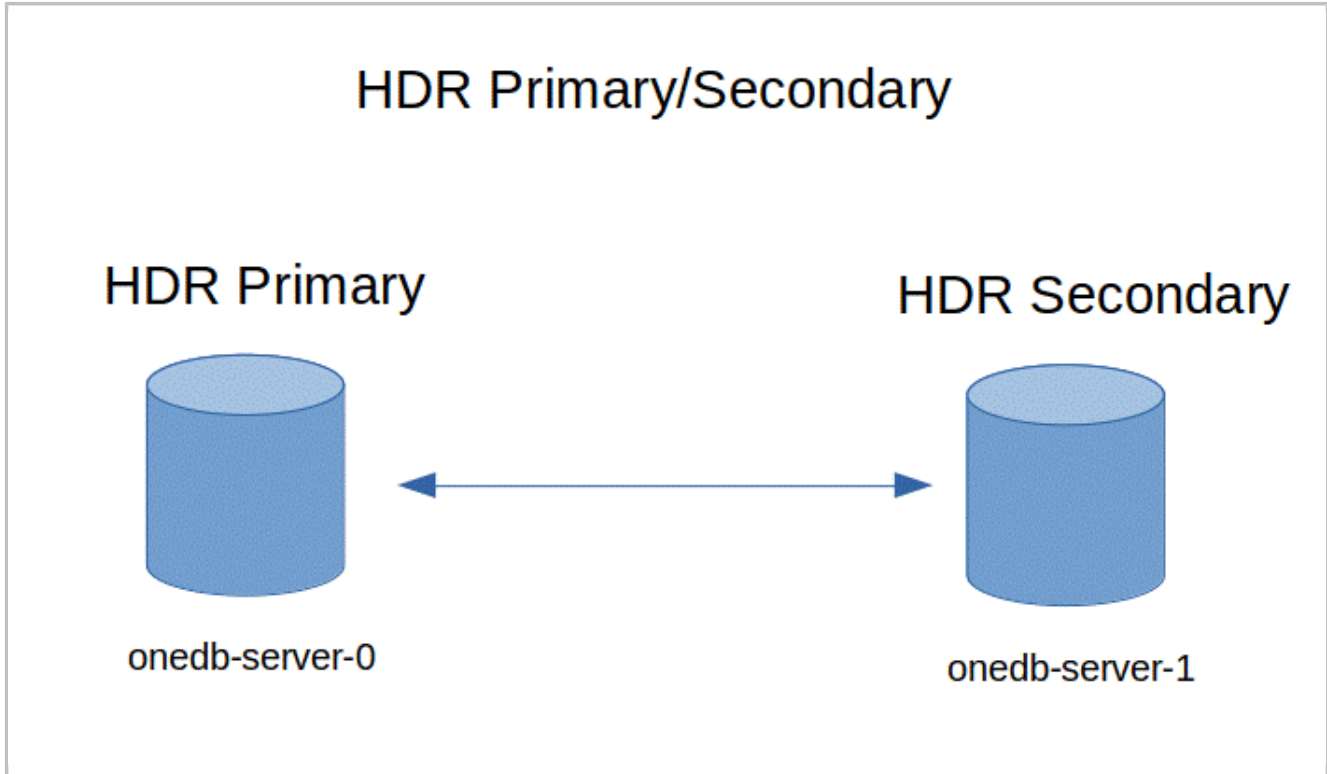 HDR Primary/Secondary
HDR Primary
HDR Secondary
onedb-server-0
onedb-server-1